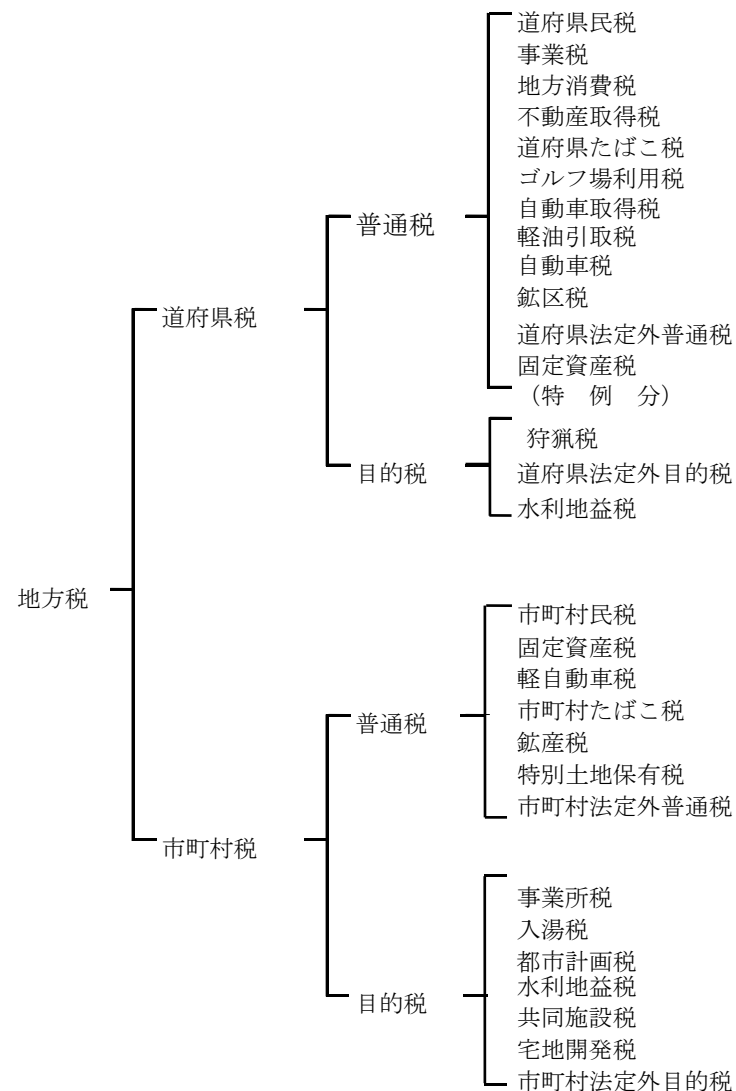 道府県民税
事業税
地方消費税
不動産取得税
道府県たばこ税
ゴルフ場利用税
自動車取得税
軽油引取税
自動車税
鉱区税
道府県法定外普通税
固定資産税
（特　例　分）
普通税
道府県税
狩猟税
道府県法定外目的税
水利地益税
目的税
地方税
市町村民税
固定資産税
軽自動車税
市町村たばこ税
鉱産税
特別土地保有税
市町村法定外普通税
普通税
市町村税
事業所税
入湯税
都市計画税
水利地益税
共同施設税
宅地開発税
市町村法定外目的税
目的税